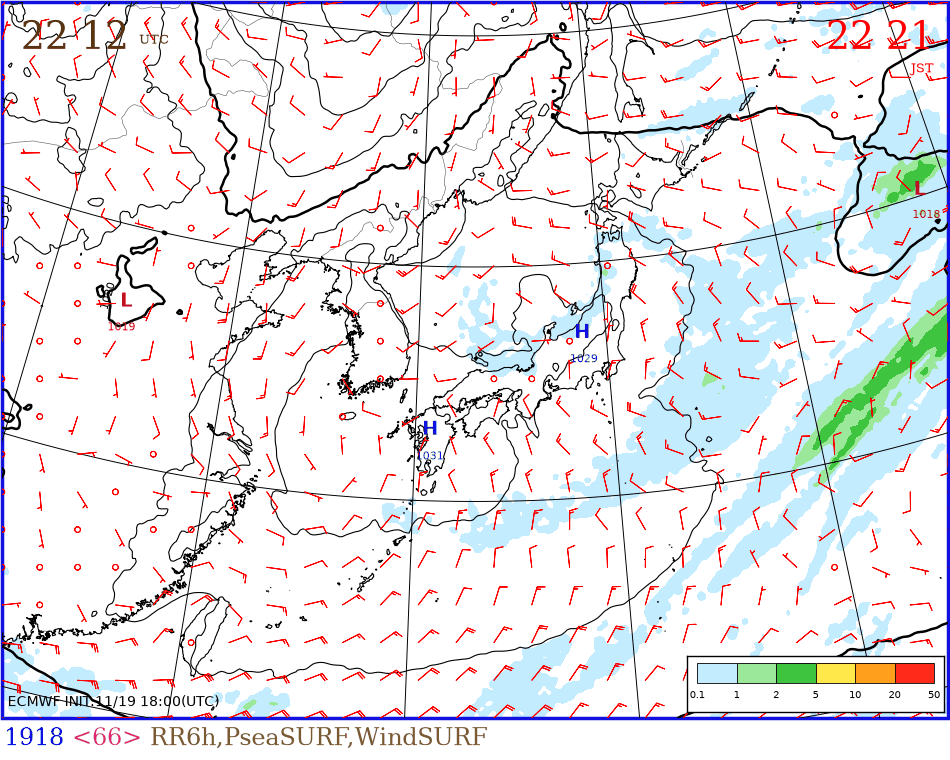 22 12 UTC
22 21
JST
L
1018
L
1019
H
1029
H
1031
0.1 1 2 5 10 20 50
ECMWF INIT:11/19 18:00(UTC)
1918 <66> RR6h,PseaSURF,WindSURF